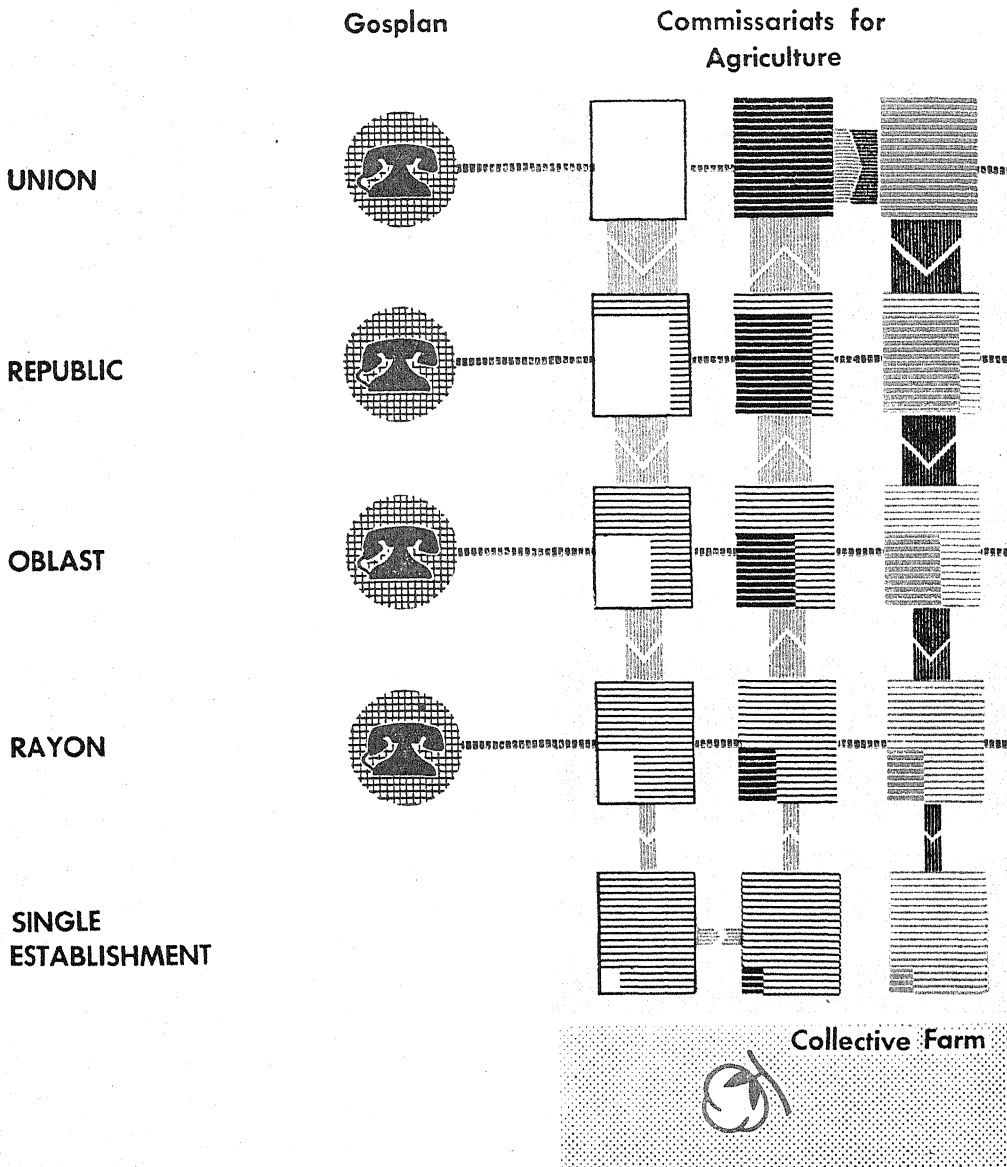 Gosplan
Commissariats for
Agriculture
UNION
REPUBLIC
OBLAST
RAYON
SINGLE
ESTABLISHMENT
Collective Farm